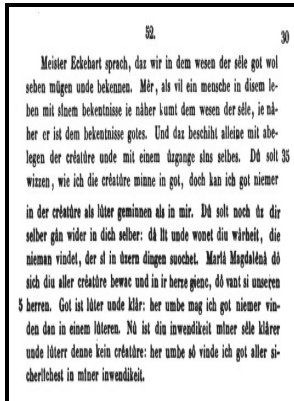 52.
30
Meister Eckehart sprach, daz wir in dem wesen der sêle got wol
sehen mügen unde bekennen. Mêr, als vil ein mensche in disem le-
ben mit sînem bekentnisse ie nâher kumt dem wesen der sêle, ie nâ-
her er ist dem bekentnisse gotes. Und daz beschiht alleine mit abe-
legen der crêatûre unde mit einem ûzgange sîns selbes. Dû solt 35
wizzen, wie ich die crêatûre minne in got, doch kan ich got niemer
in der crêatûre als lûter geminnen als in mir. Dû solt noch ûz dir
selber gân wider in dich selber: dâ lît unde wonet diu wârheit, die
nieman vindet, der sî in ûzern dingen suochet. Marîâ Magdalênâ dô
sich diu aller crêatûre bewac und in ir herze gienc, dô vant si unseren
5 herren. Got ist lûter unde klâr: her umbe mag ich got niemer vin-
den dan in einem lûteren. Nû ist diu inwendikeit mîner sêle klârer
unde lûterr denne kein crêatûre: her umbe sô vinde ich got aller si-
cherlîchest in mîner inwendikeit.